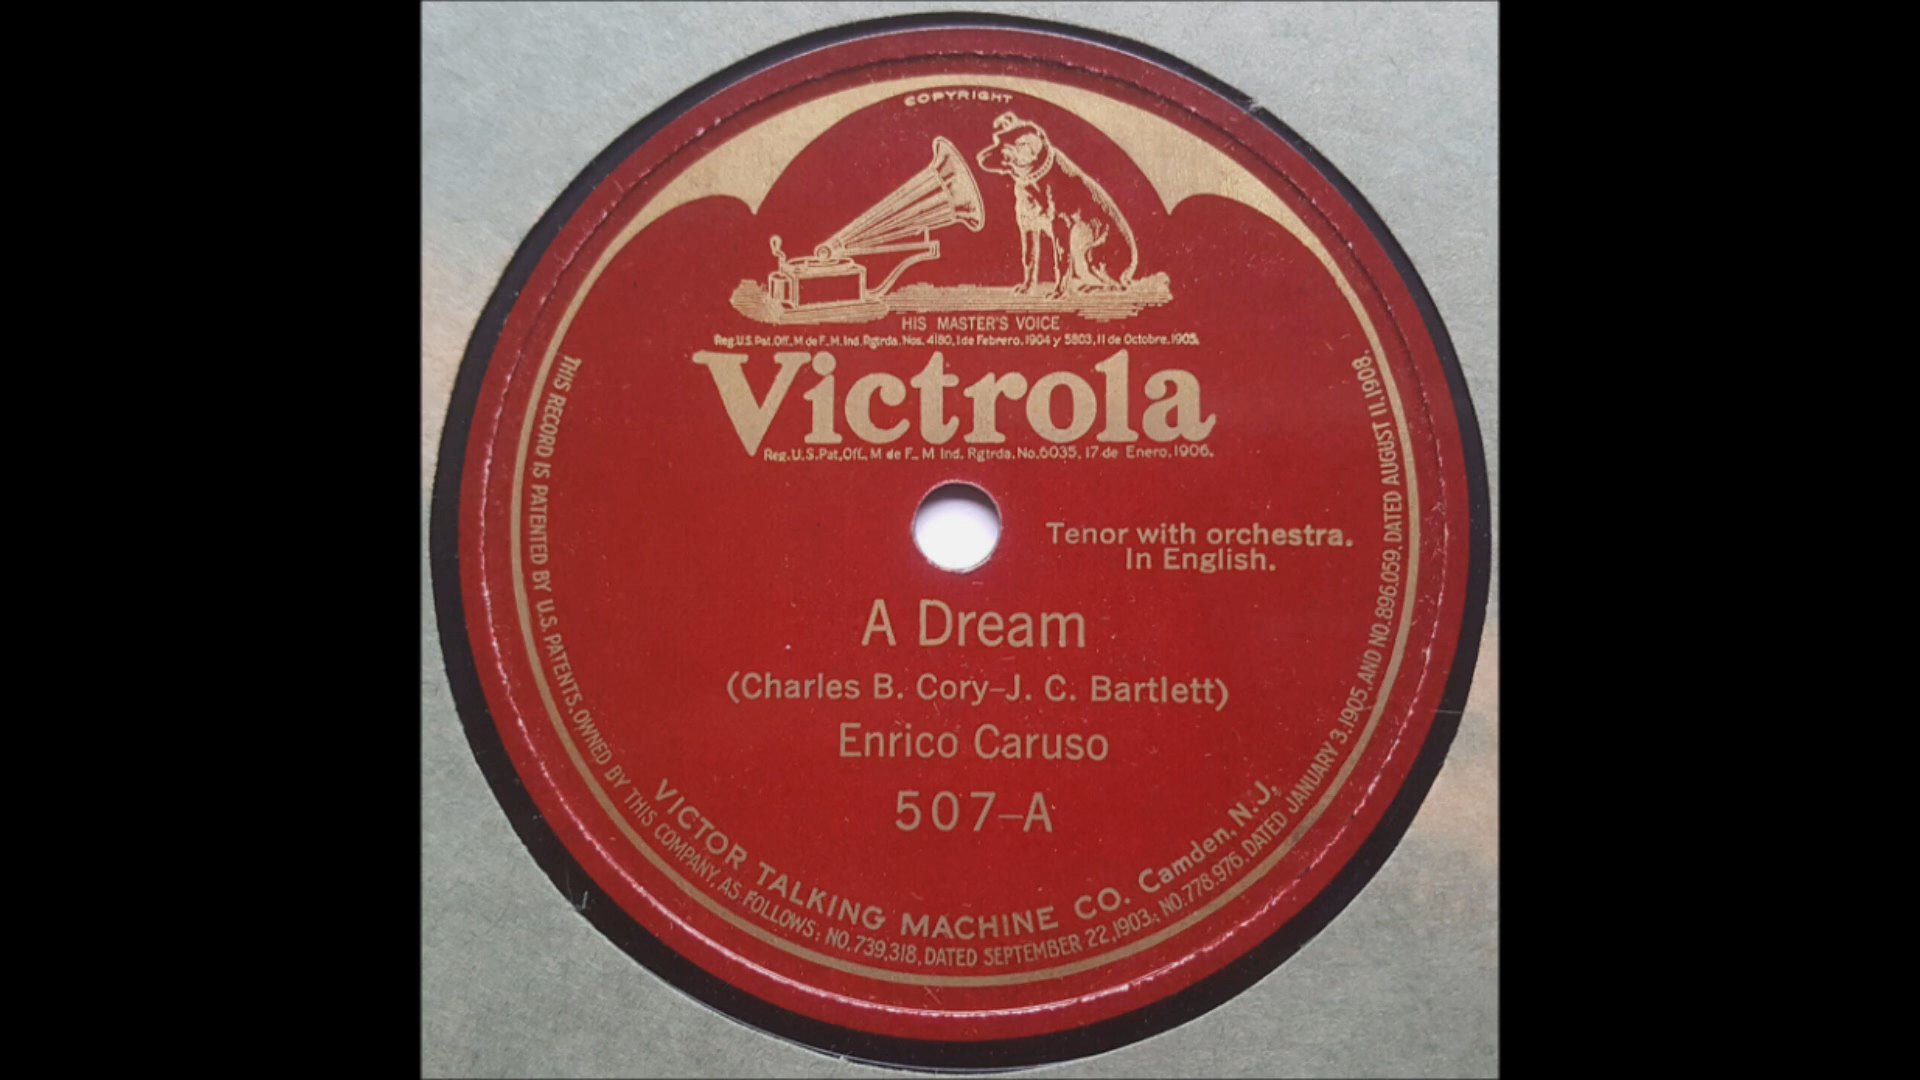 COPYRIGHT
HIS MASTER'S VOICE
Reg.U.S.Pat.Off.M de F.M.Ind.Rgtrda.Nos.4180,1 de Febrero.1904 y 5803,11 de Octobre.1905.
Victrola
Reg.U.S.Pat.Off.M de F.M Ind. Rgtrda.No.6035, 17 de Enero.1906.
Tenor with orchestra.
In English.
A Dream
(Charles B. Cory-J. C. Bartlett)
Enrico Caruso
507-A
VICTOR TALKING MACHINE CO. Camden, N.J,
THIS RECORD IS PATENTED BY U.S. PATENTS, OWNED BY THIS COMPANY, AS FOLLOWS: NO.739,318, DATED SEPTEMBER 22,1903; NO.778.976, DATED JANUARY 3.1905, AND NO.896.059, DATED AUGUST 11.1908.